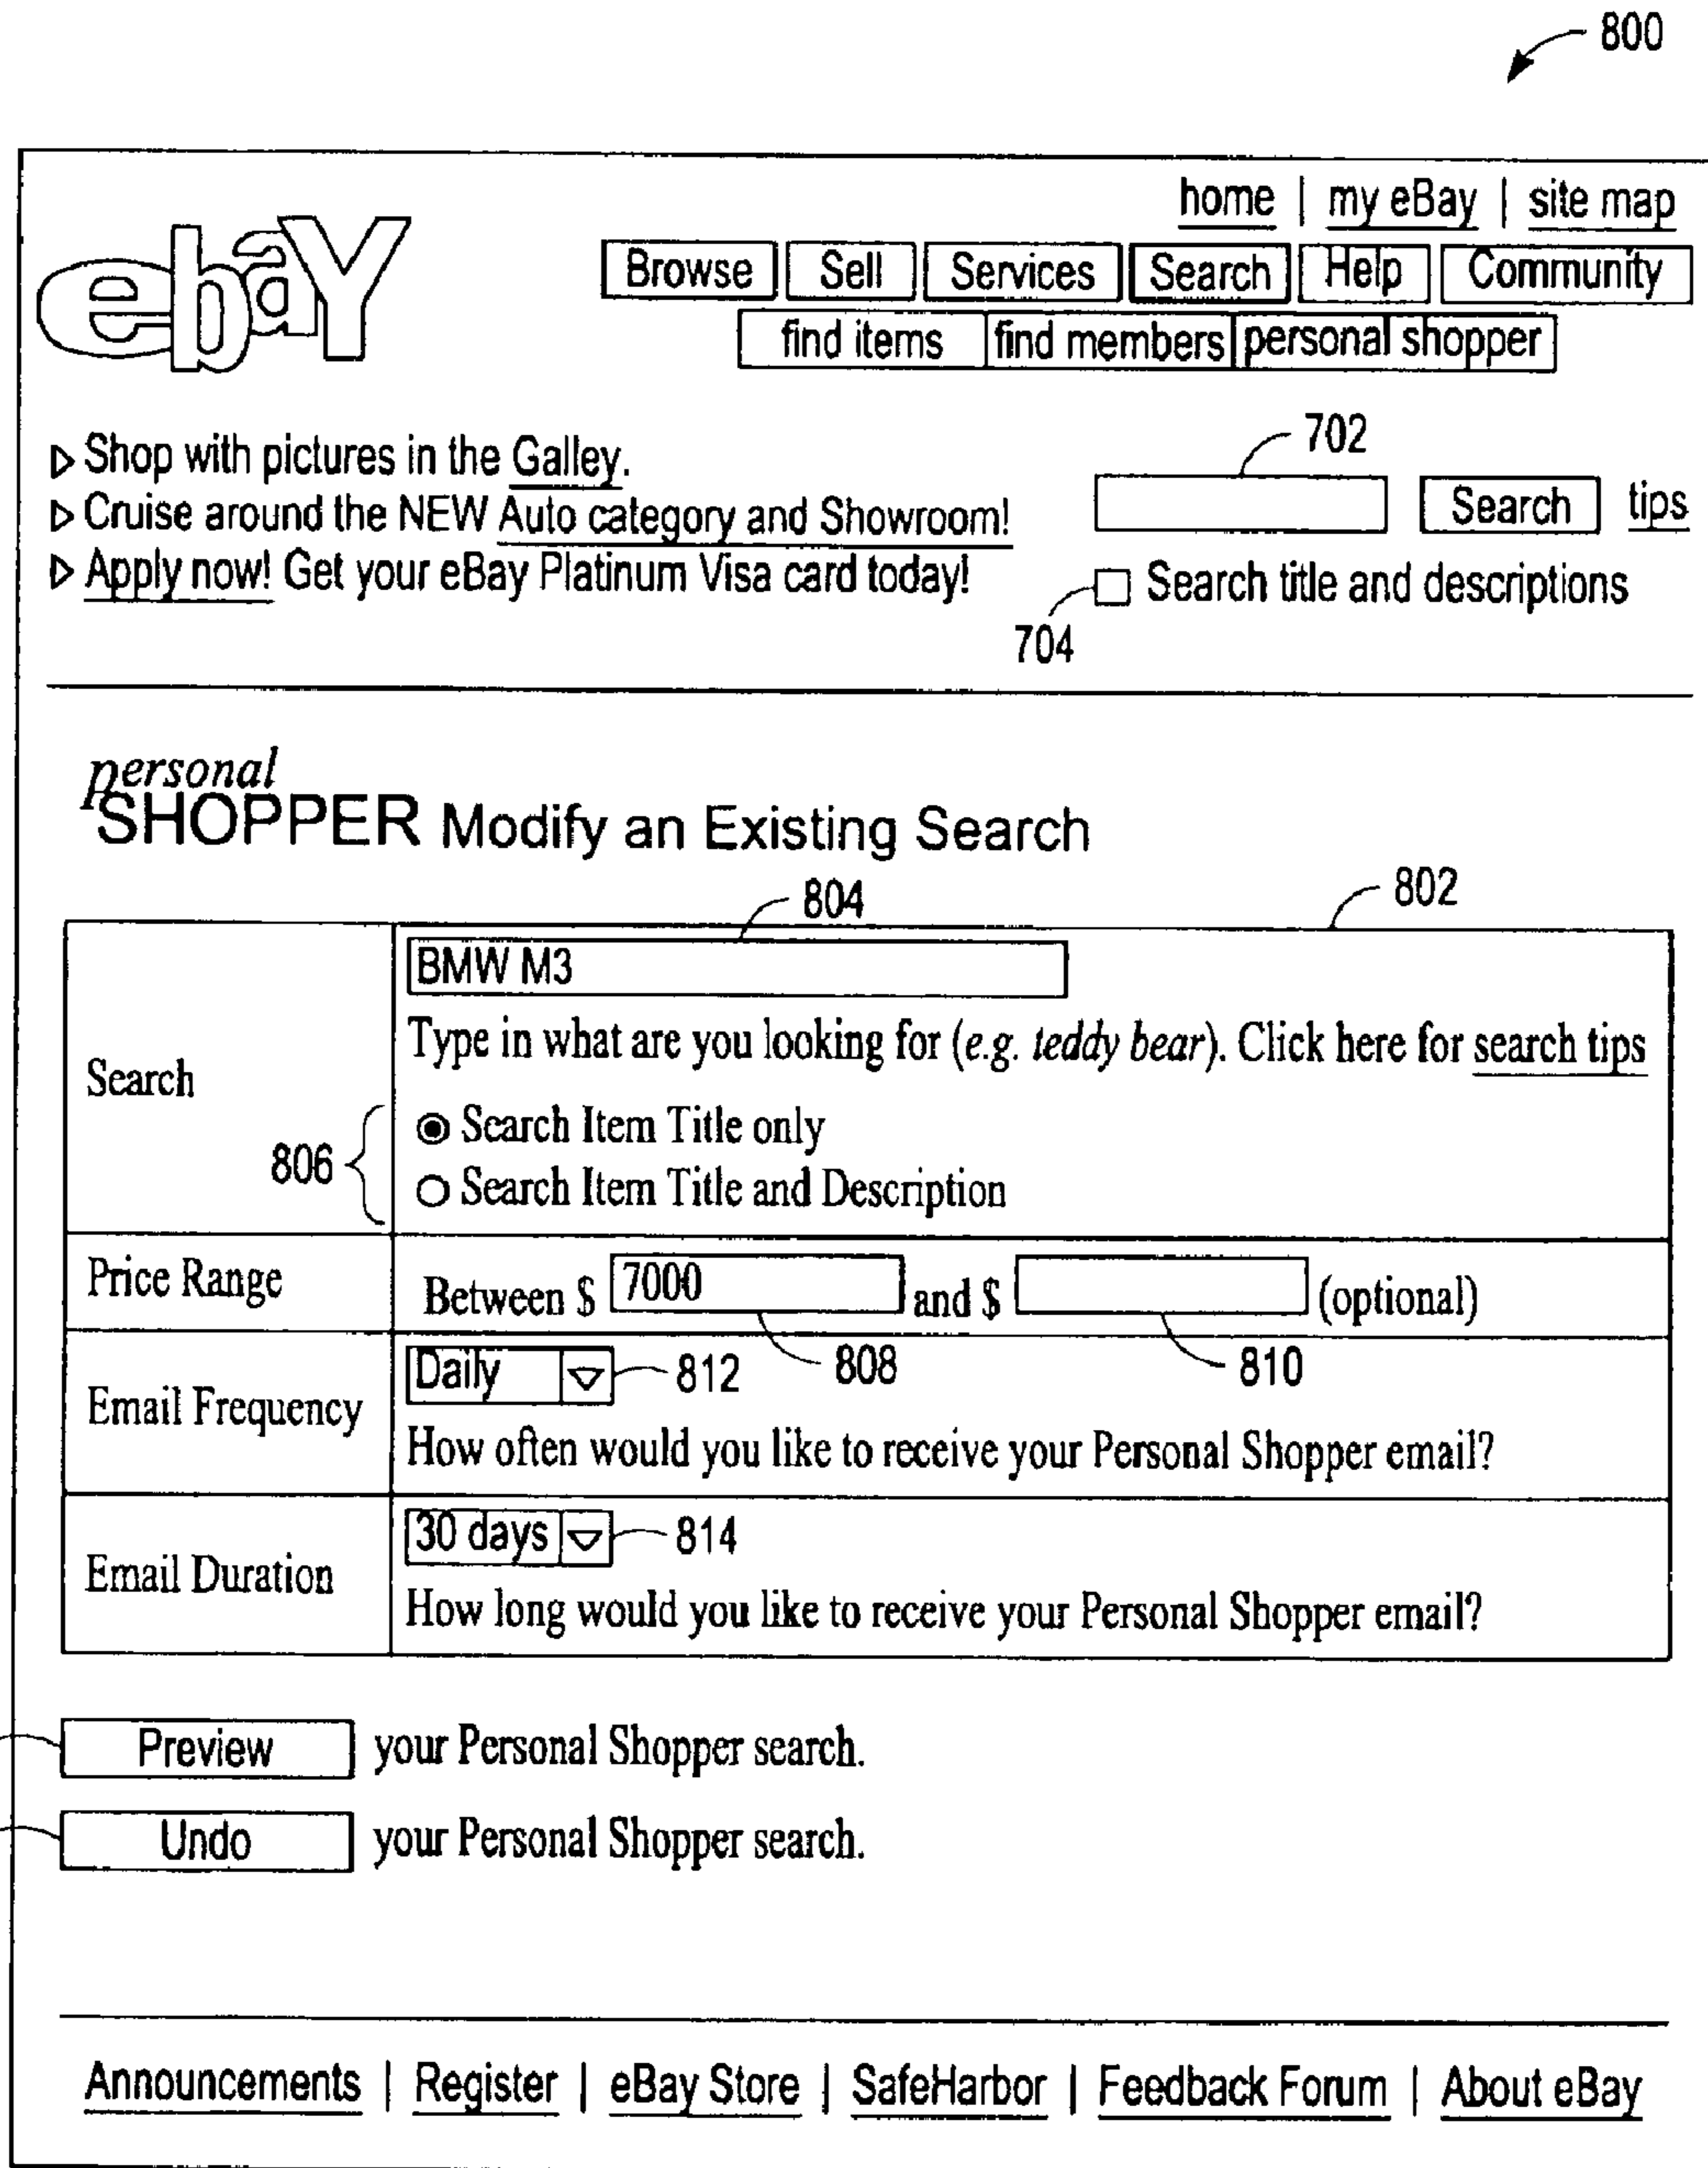 800
home | my eBay | site map
ebaY
Browse Sell Services Search Help Community
find items find members personal shopper
702
▷ Shop with pictures in the Galley.
▷ Cruise around the NEW Auto category and Showroom!
Search tips
▷ Apply now! Get your eBay Platinum Visa card today!
Search title and descriptions
704
personal
SHOPPER Modify an Existing Search
804 802
BMW M3
Type in what are you looking for (e.g. teddy bear). Click here for search tips
Search
Search Item Title only
806
Search Item Title and Description
Price Range Between $ 7000 and $ (optional)
808 810
Daily 812
Email Frequency
How often would you like to receive your Personal Shopper email?
30 days 814
Email Duration
How long would you like to receive your Personal Shopper email?
Preview your Personal Shopper search.
Undo your Personal Shopper search.
Announcements | Register | eBay Store | SafeHarbor | Feedback Forum | About eBay